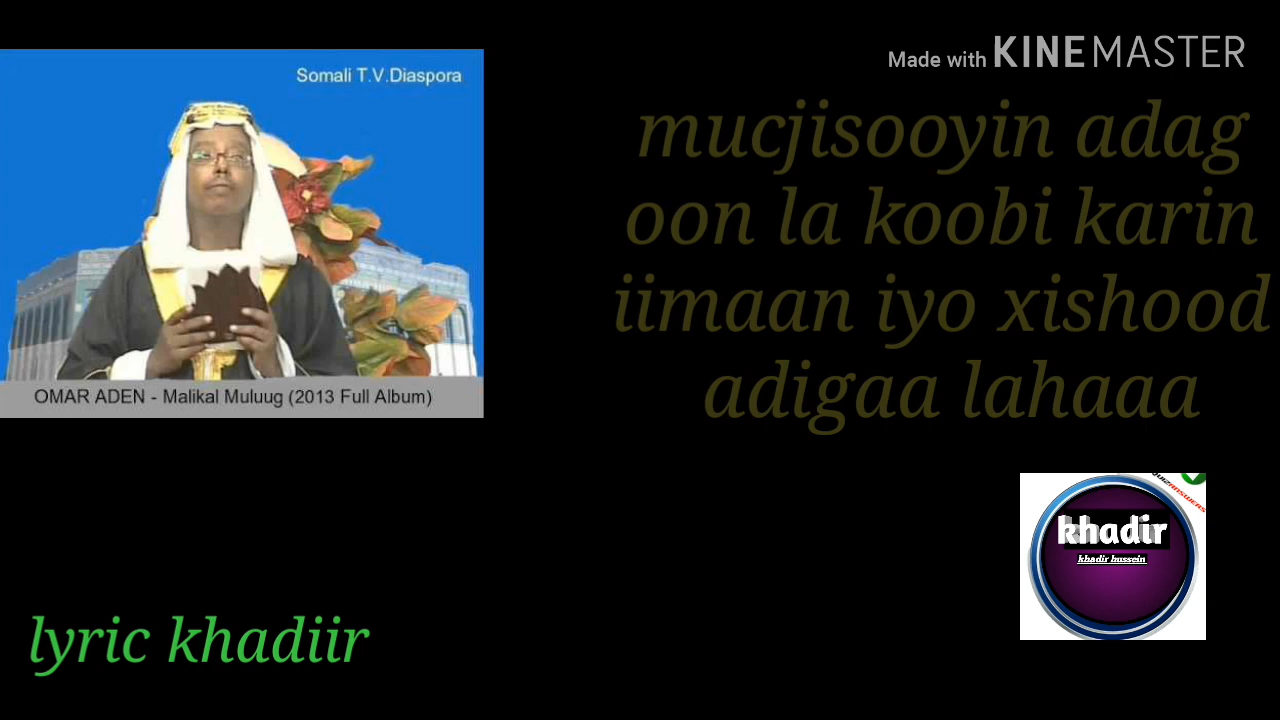 Made with KINEMASTER
Somali T.V.Diaspora
mucjisooyin adag
oon la koobi karin
iimaan iyo xishood
adigaa lahaaa
OMAR ADEN - Malikal Muluug (2013 Full Album)
khadir
khadir hussein
lyric khadiir